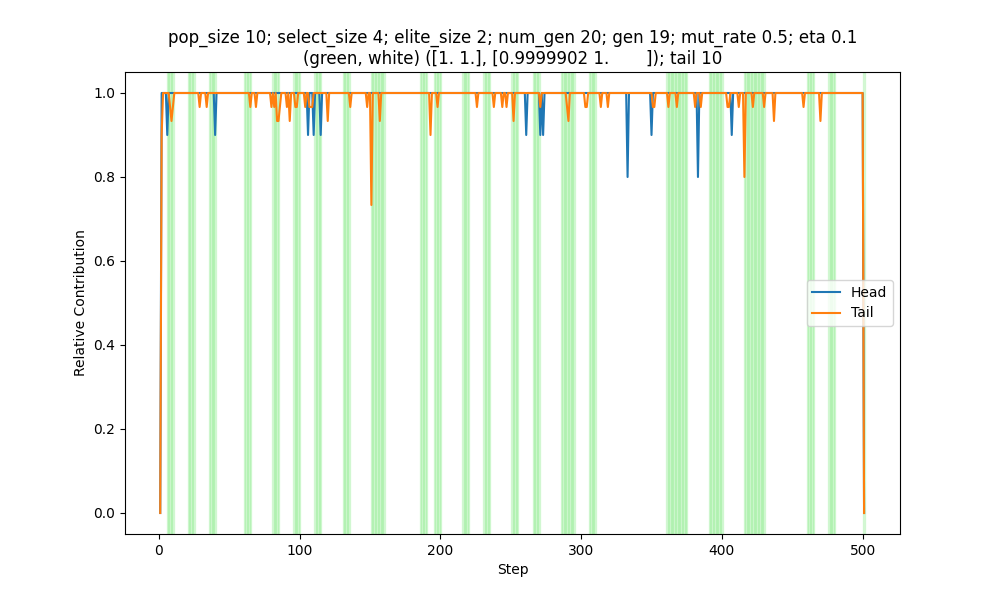 pop_size 10; select_size 4; elite_size 2; num_gen 20; gen 19; mut_rate 0.5; eta 0.1
(green, white) ([1. 1.], [0.9999902 1.        ]); tail 10
1.0
0.8
0.6
0.4
0.2
0.0
Relative Contribution
Head
Tail
0
100
200
300
400
500
Step